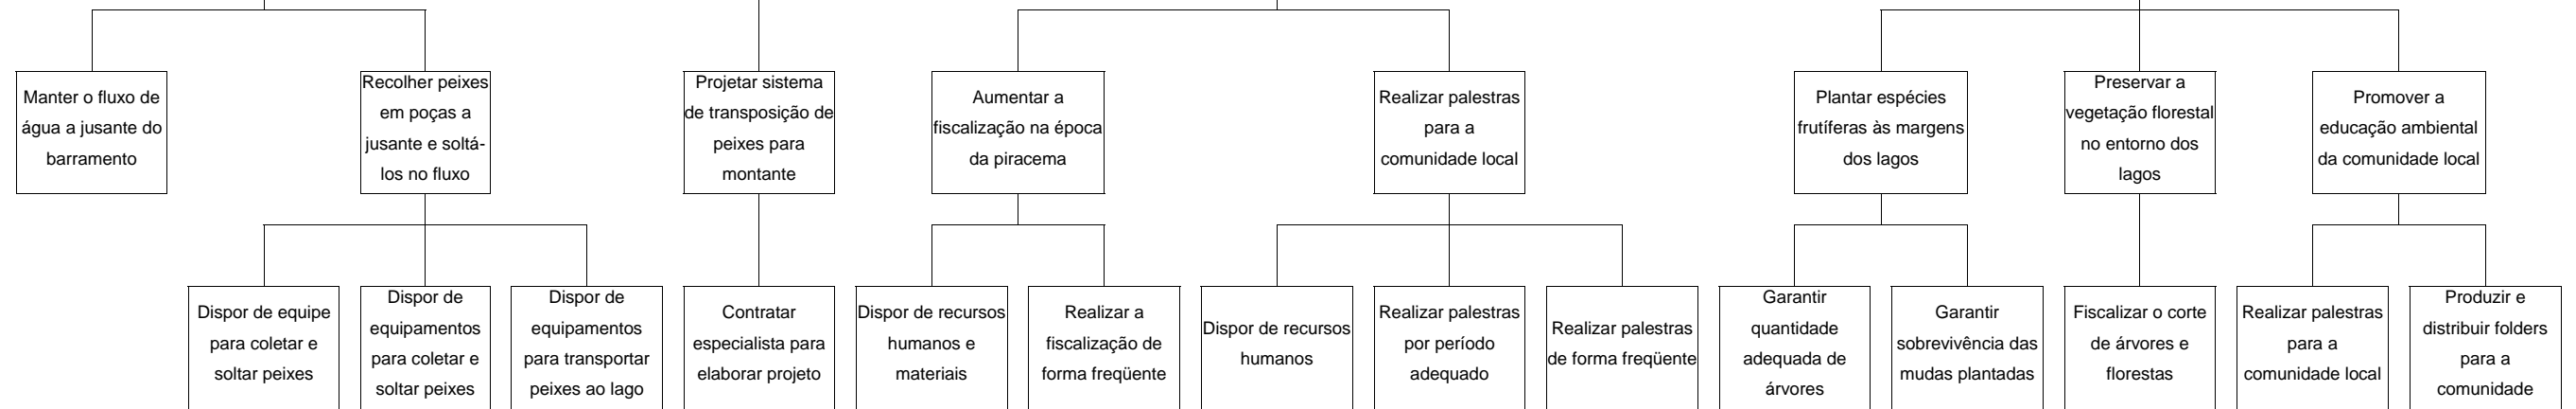 Manter o fluxo de
água a jusante do
barramento
Recolher peixes
em poças a
jusante e soltá-
los no fluxo
Projetar sistema
de transposição de
peixes para
montante
Aumentar a
fiscalização na época
da piracema
Realizar palestras
para a
comunidade local
Plantar espécies
frutíferas às margens
dos lagos
Preservar a
vegetação florestal
no entorno dos
lagos
Promover a
educação ambiental
da comunidade local
Dispor de equipe
para coletar e
soltar peixes
Dispor de
equipamentos
para coletar e
soltar peixes
Dispor de
equipamentos
para transportar
peixes ao lago
Contratar
especialista para
elaborar projeto
Dispor de recursos
humanos e
materiais
Realizar a
fiscalização de
forma freqüente
Dispor de recursos
humanos
Realizar palestras
por período
adequado
Realizar palestras
de forma freqüente
Garantir
quantidade
adequada de
árvores
Garantir
sobrevivência das
mudas plantadas
Fiscalizar o corte
de árvores e
florestas
Realizar palestras
para a
comunidade local
Produzir e
distribuir folders
para a
comunidade